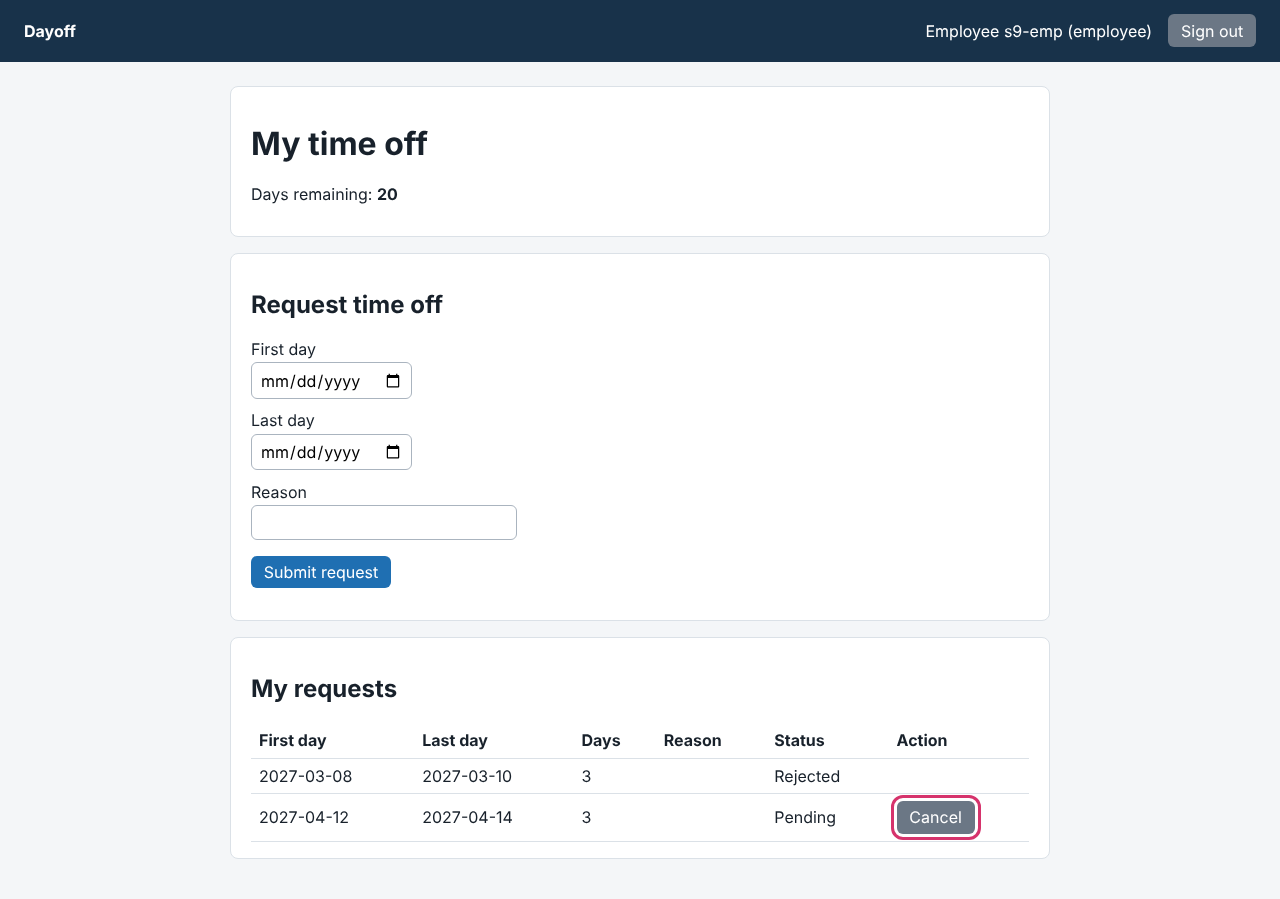 Dayoff
Employee s9-emp (employee) Sign out
My time off
Days remaining: 20
Request time off
First day
mm/dd/yyyy
Last day
mm/dd/yyyy
Reason
Submit request
My requests
First day Last day Days Reason Status Action
2027-03-08 2027-03-10 3 Rejected
2027-04-12 2027-04-14 3 Pending Cancel